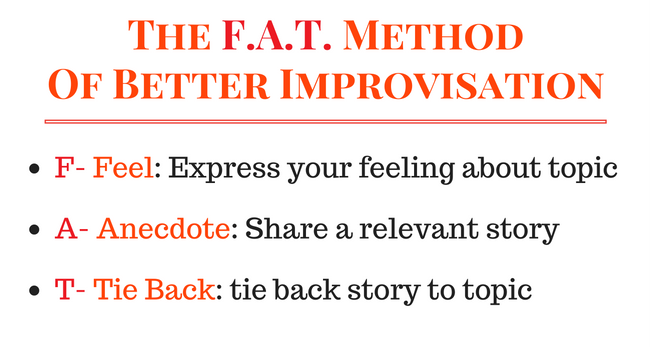 The F.A.T. Method
Of Better Improvisation
• F- Feel: Express your feeling about topic
• A- Anecdote: Share a relevant story
• T- Tie Back: tie back story to topic